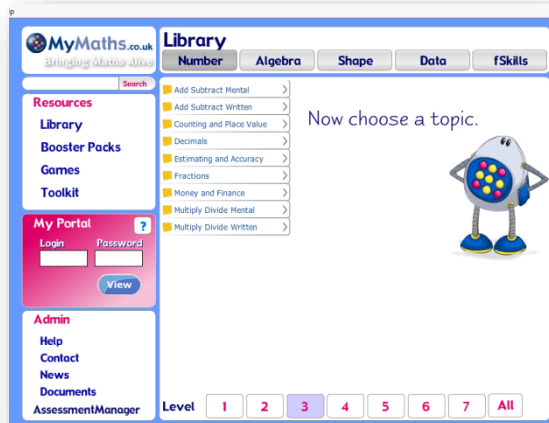 ip
MyMaths.co.uk
Bringing Maths Alive
Search
Resources
Library
Booster Packs
Games
Toolkit
My Portal
?
Login Password
View
Admin
Help
Contact
News
Documents
AssessmentManager
Library
Number Algebra Shape Data fSkills
Add Subtract Mental
Add Subtract Written
Counting and Place Value
Decimals
Estimating and Accuracy
Fractions
Money and Finance
Multiply Divide Mental
Multiply Divide Written
Now choose a topic.
Level 1 2 3 4 5 6 7 All